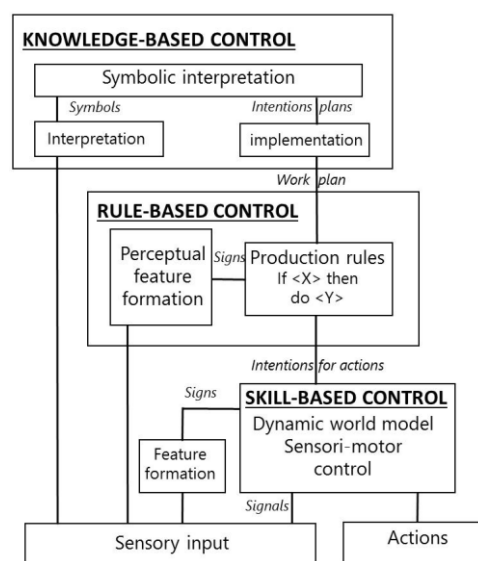 KNOWLEDGE-BASED CONTROL
Symbolic interpretation
Symbols
Intentions plans
Interpretation
implementation
Work plan
RULE-BASED CONTROL
Perceptual
feature
formation
Signs
Production rules
If <X> then
do <Y>
Intentions for actions
Signs
SKILL-BASED CONTROL
Dynamic world model
Sensori-motor
control
Feature
formation
Signals
Sensory input
Actions